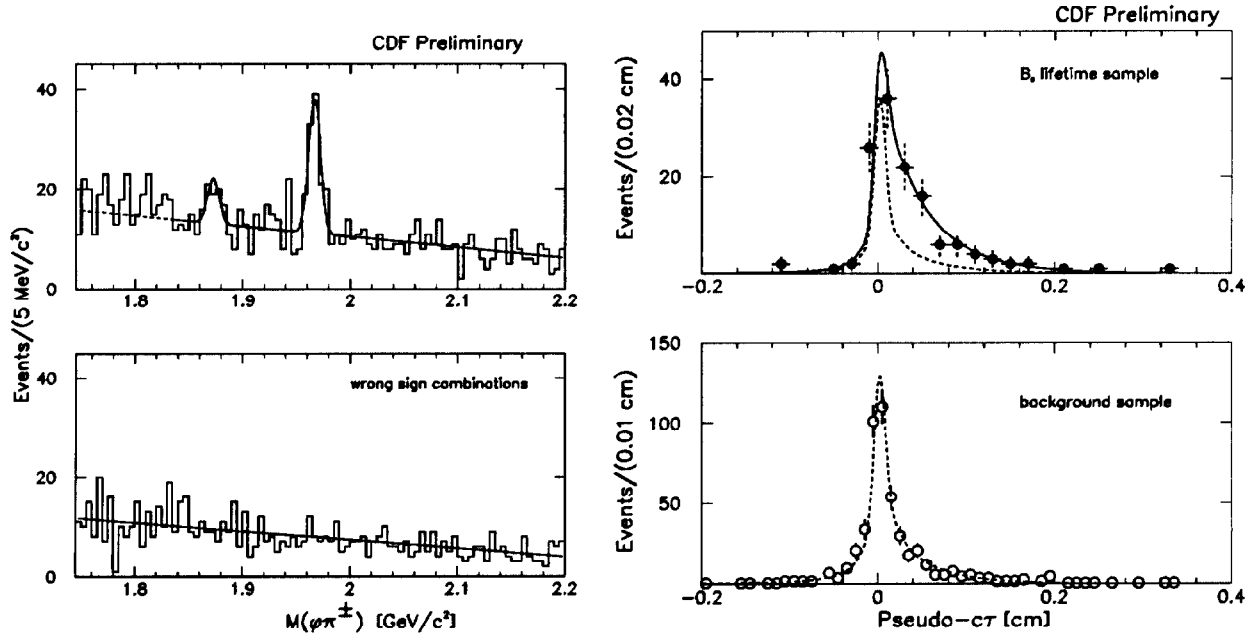 CDF Preliminary
40
20
0
1.8 1.9 2 2.1 2.2
wrong sign combinations
40
20
0
1.8 1.9 2 2.1 2.2
Events/(5 MeV/c²)
M(φπ±) [GeV/c²]
CDF Preliminary
Bₛ lifetime sample
Events/(0.02 cm)
40
20
-0.2 0 0.2 0.4
background sample
Events/(0.01 cm)
150
100
50
-0.2 0 0.2 0.4
Pseudo-cτ [cm]